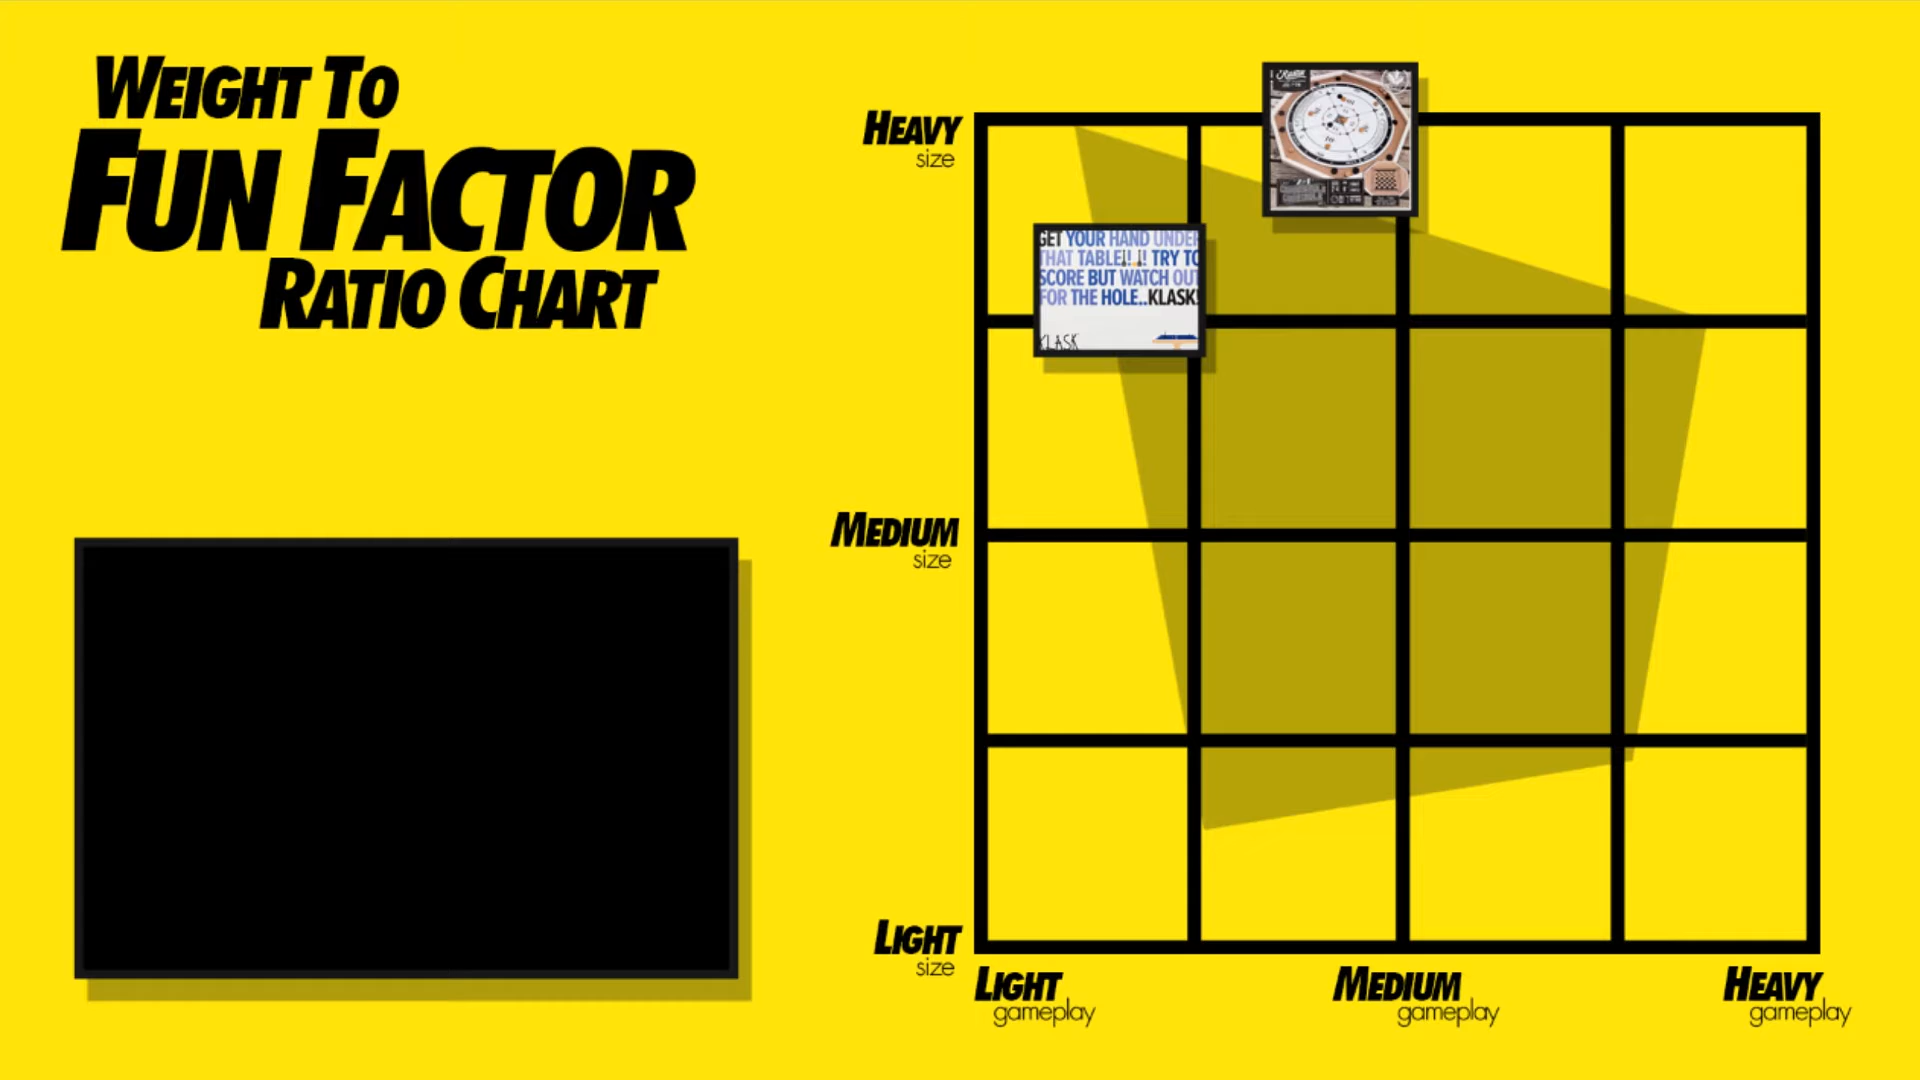 WEIGHT TO
FUN FACTOR
RATIO CHART
HEAVY
size
GET YOUR HAND UNDER
THAT TABLE!! !! TRY TO
SCORE BUT WATCH OUT
FOR THE HOLE..KLASK!
KLASK
MEDIUM
size
LIGHT
size
LIGHT
gameplay
MEDIUM
gameplay
HEAVY
gameplay